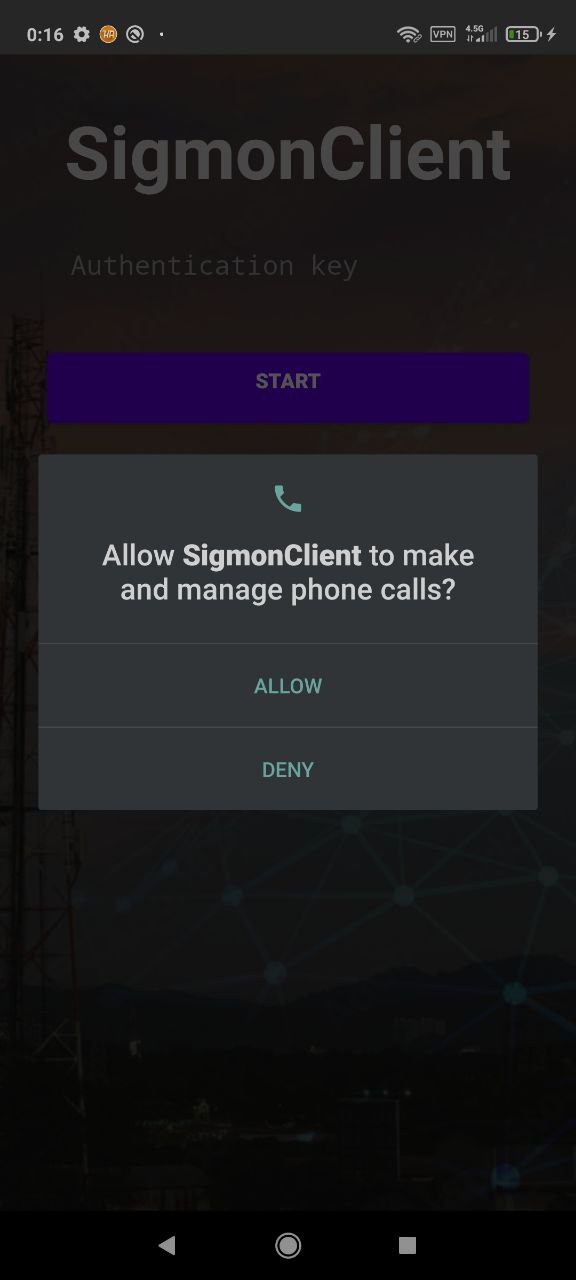 0:16 VPN 4.5G 15
SigmonClient
Authentication key
START
Allow SigmonClient to make
and manage phone calls?
ALLOW
DENY